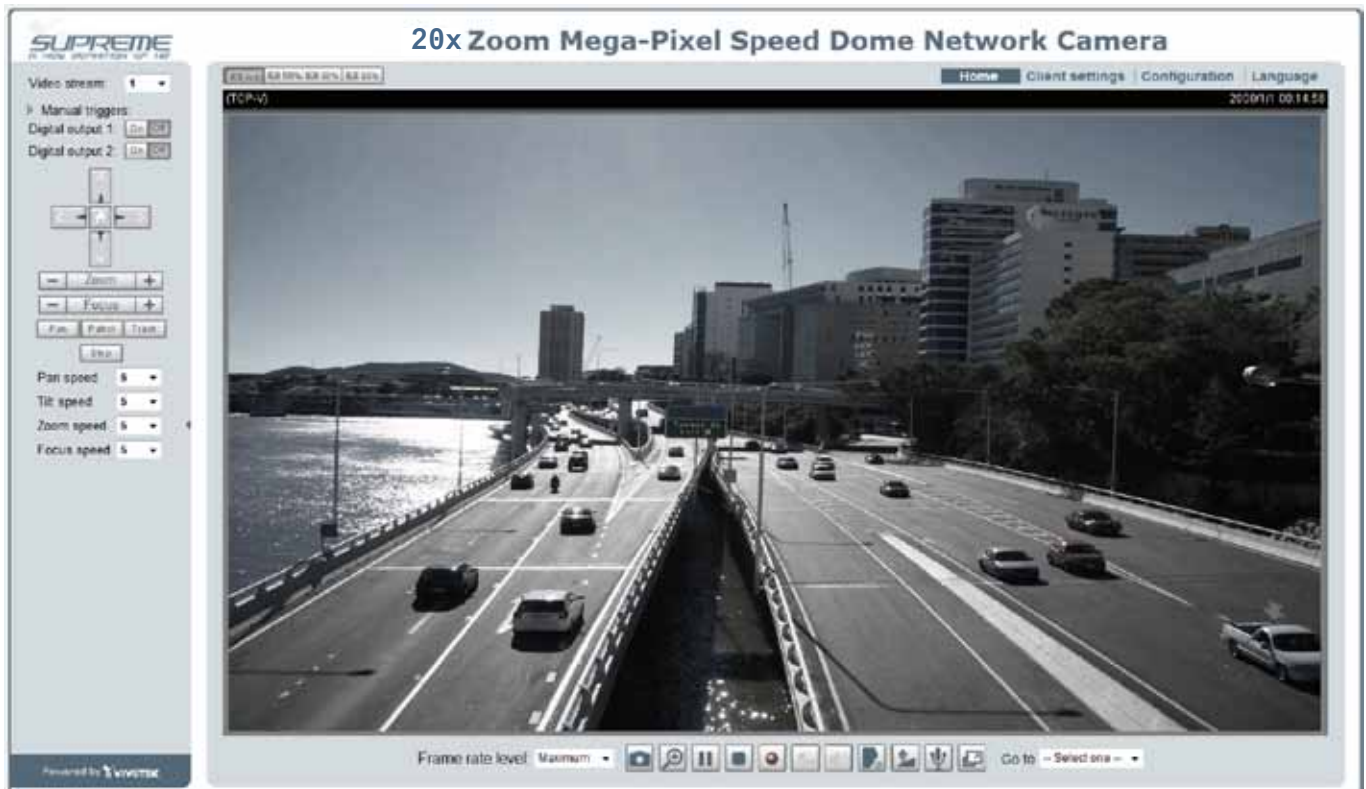 20x Zoom Mega-Pixel Speed Dome Network Camera
SUPREME
Video stream: 1
Manual triggers:
Digital output 1: On Off
Digital output 2: On Off
Zoom
Focus
Pan Patrol Track
Stop
Pan speed 5
Tilt speed 5
Zoom speed 5
Focus speed 5
Powered by VIVOTEK
Home Client settings Configuration Language
(TCP-V)
Frame rate level: Maximum
Go to: -- Select one --